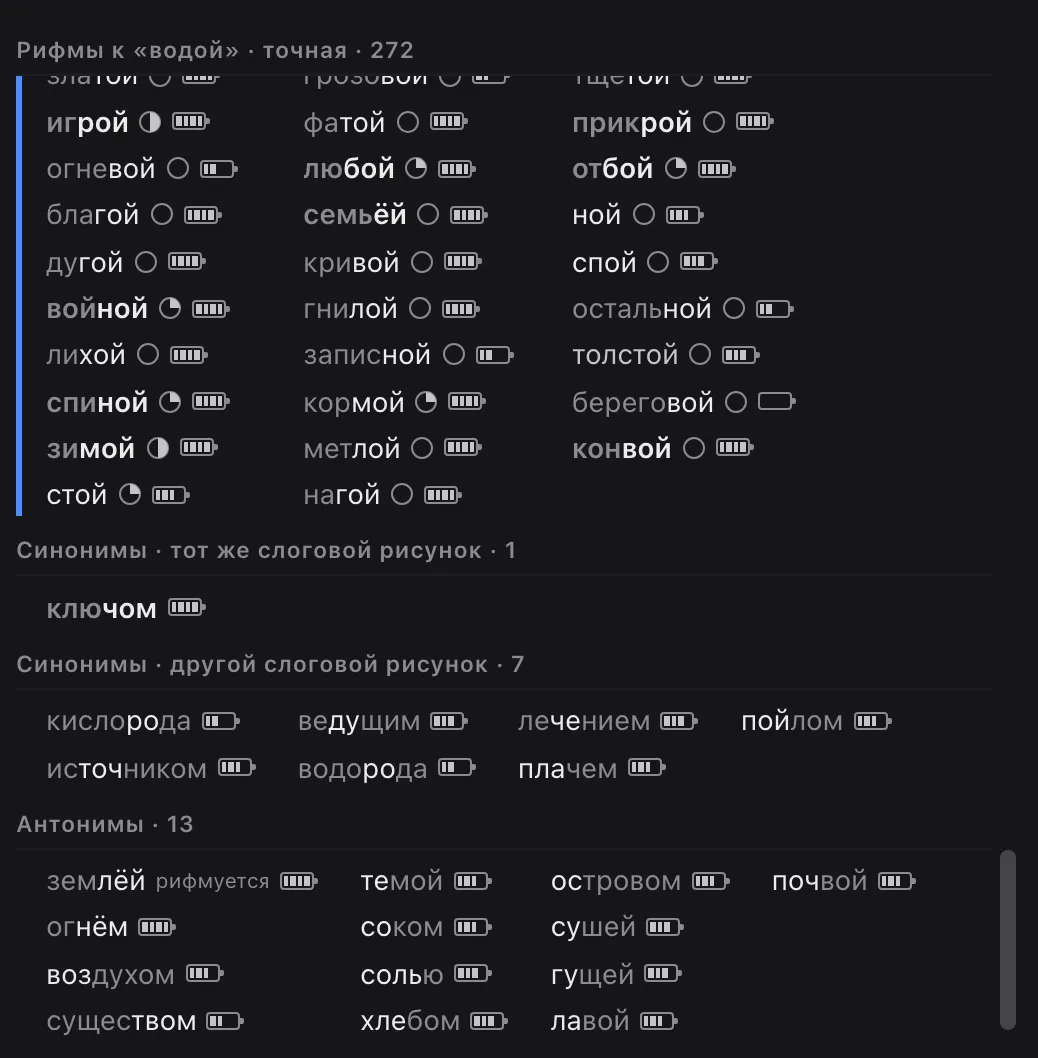 Рифмы к «водой» · точная · 272
златой грозовой тщетой
игрой фатой прикрой
огневой любой отбой
благой семьёй ной
дугой кривой спой
войной гнилой остальной
лихой записной толстой
спиной кормой береговой
зимой метлой конвой
стой нагой
Синонимы · тот же слоговой рисунок · 1
ключом
Синонимы · другой слоговой рисунок · 7
кислорода ведущим лечением пойлом
источником водорода плачем
Антонимы · 13
землёй рифмуется темой островом почвой
огнём соком сушей
воздухом солью гущей
существом хлебом лавой